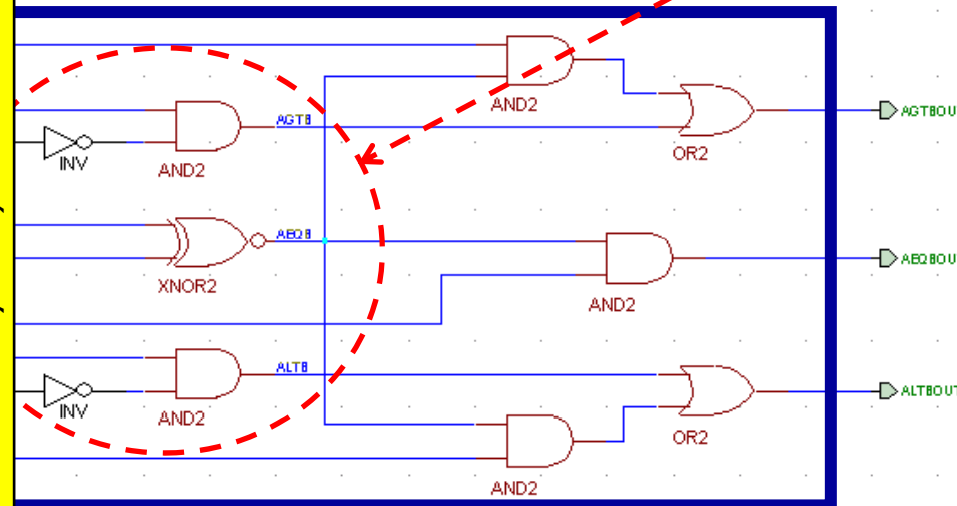 AND2
AGTBOU
AGTB
OR2
INV
AND2
AEQB
AEQBOU
XNOR2
AND2
ALTB
ALTBOUT
INV
AND2
OR2
AND2